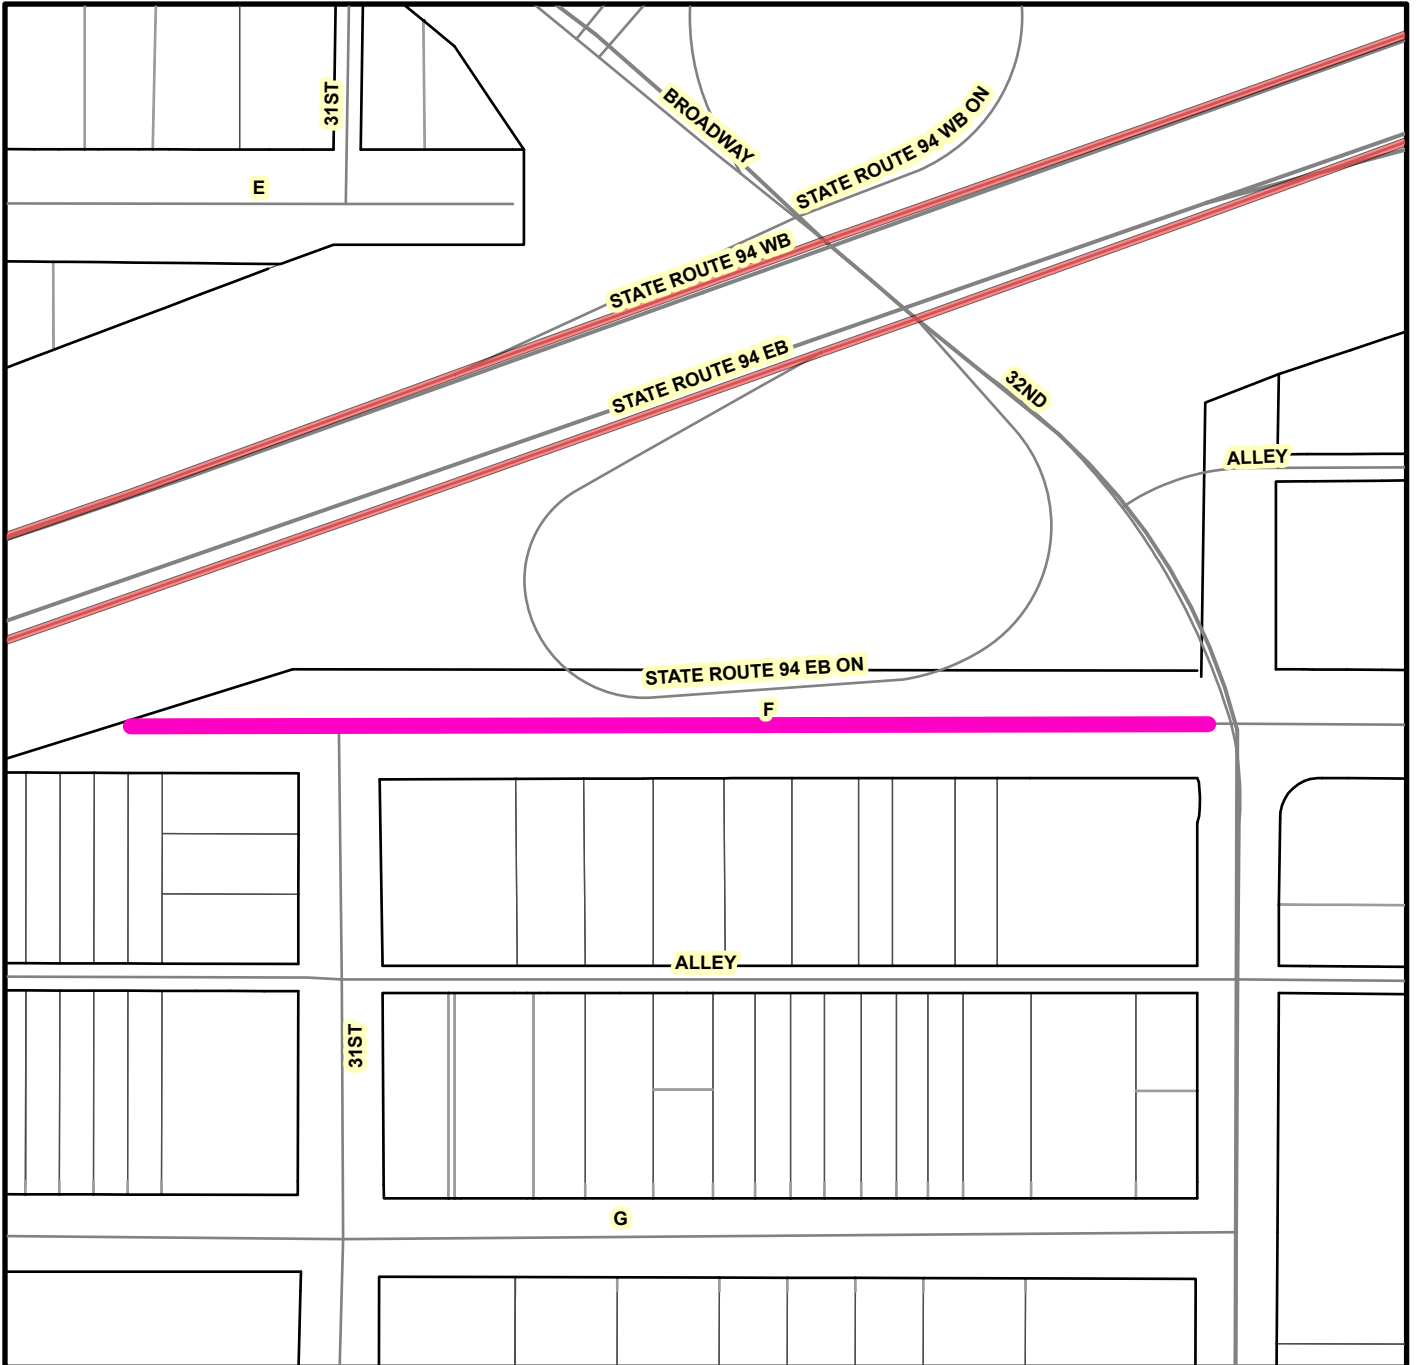 31ST
BROADWAY
STATE ROUTE 94 WB ON
E
STATE ROUTE 94 WB
STATE ROUTE 94 EB
32ND
ALLEY
STATE ROUTE 94 EB ON
F
ALLEY
31ST
G